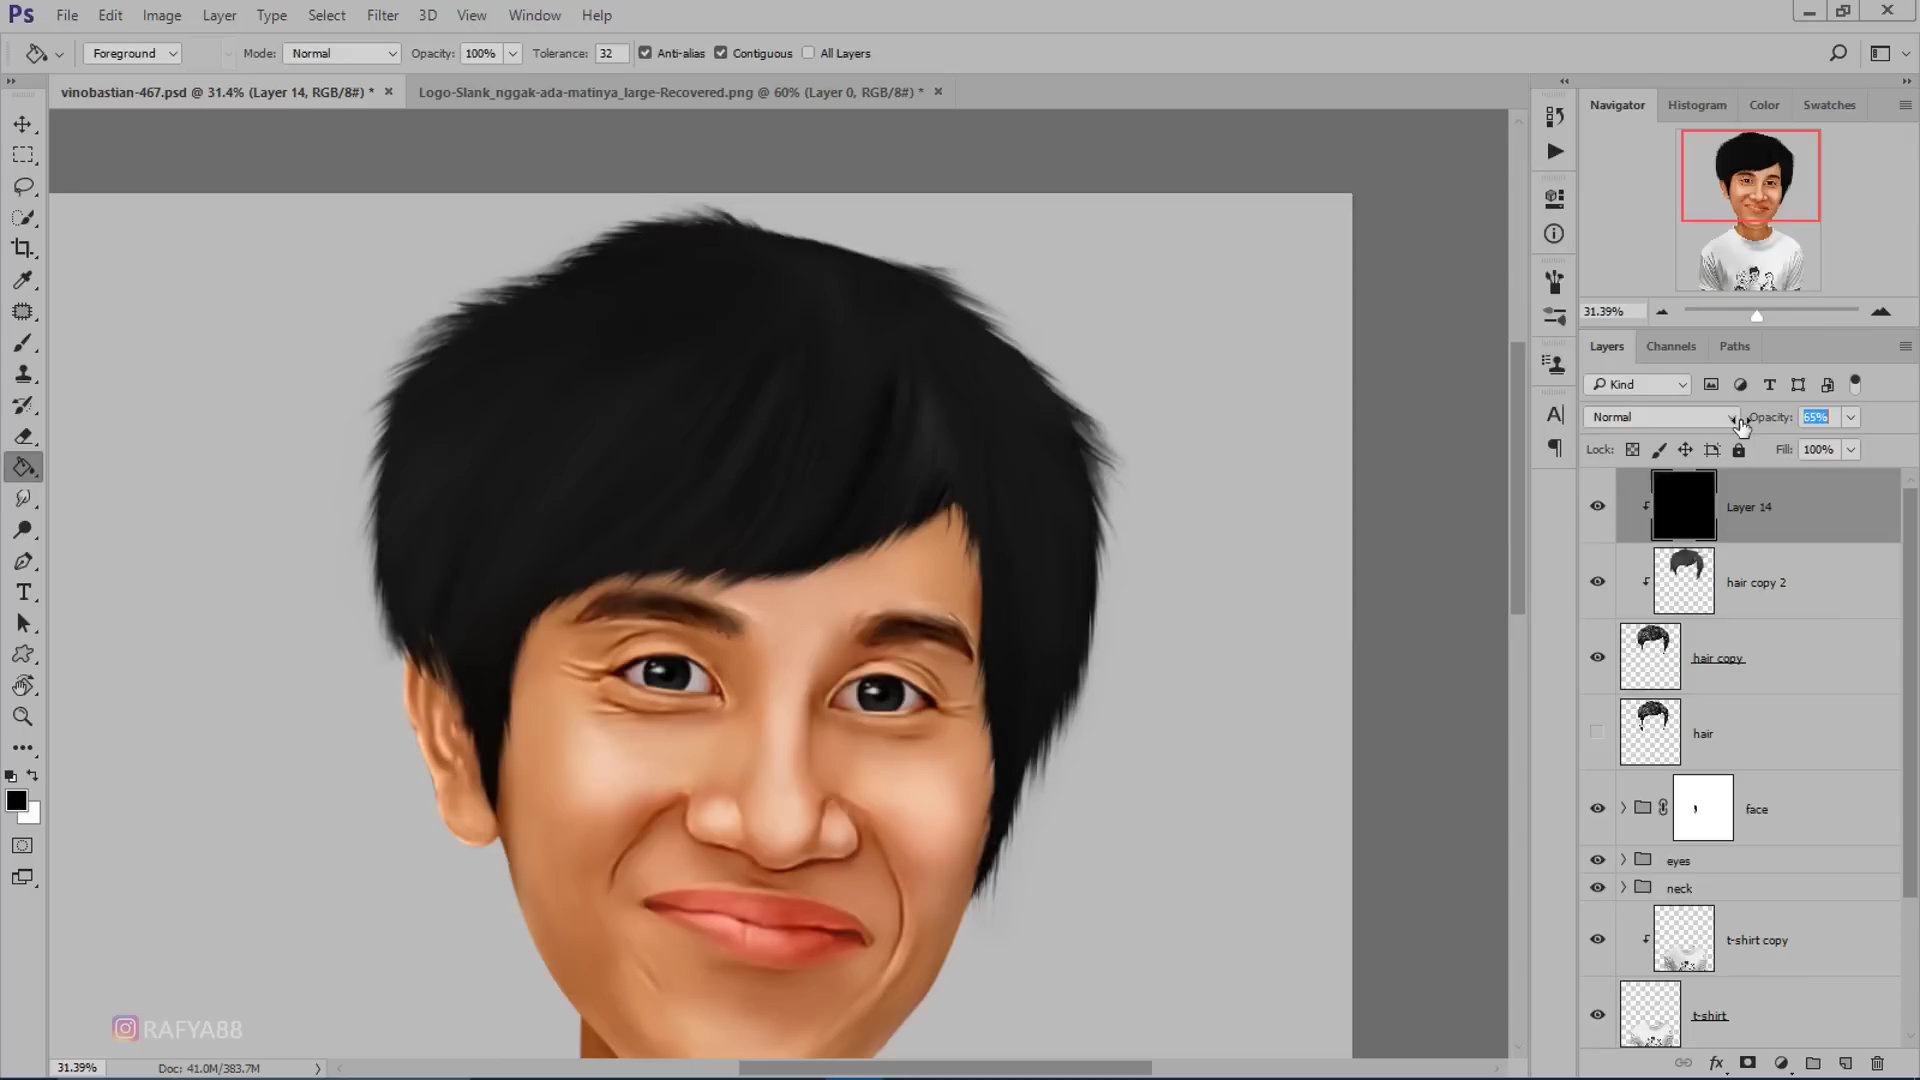 Ps File Edit Image Layer Type Select Filter 3D View Window Help
Foreground Mode: Normal Opacity: 100% Tolerance: 32 Anti-alias Contiguous All Layers
vinobastian-467.psd @ 31.4% (Layer 14, RGB/8#) * Logo-Slank_nggak-ada-matinya_large-Recovered.png @ 60% (Layer 0, RGB/8#) *
Navigator Histogram Color Swatches
31.39%
Layers Channels Paths
Kind
Normal Opacity: 65%
Lock: Fill: 100%
Layer 14
hair copy 2
hair copy
hair
face
eyes
neck
t-shirt copy
t-shirt
RAFYA88
31.39% Doc: 41.0M/383.7M